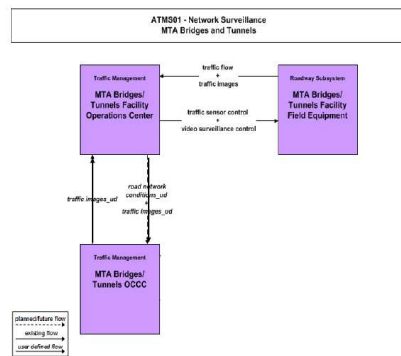 ATMS01 - Network Surveillance
MTA Bridges and Tunnels
Traffic Management
MTA Bridges/
Tunnels Facility
Operations Center
traffic flow
+
traffic images
traffic sensor control
+
video surveillance control
Roadway Subsystem
MTA Bridges/
Tunnels Facility
Field Equipment
traffic images_ud
road network
conditions_ud
+
traffic images_ud
Traffic Management
MTA Bridges/
Tunnels OCCC
planned/future flow
existing flow
user defined flow